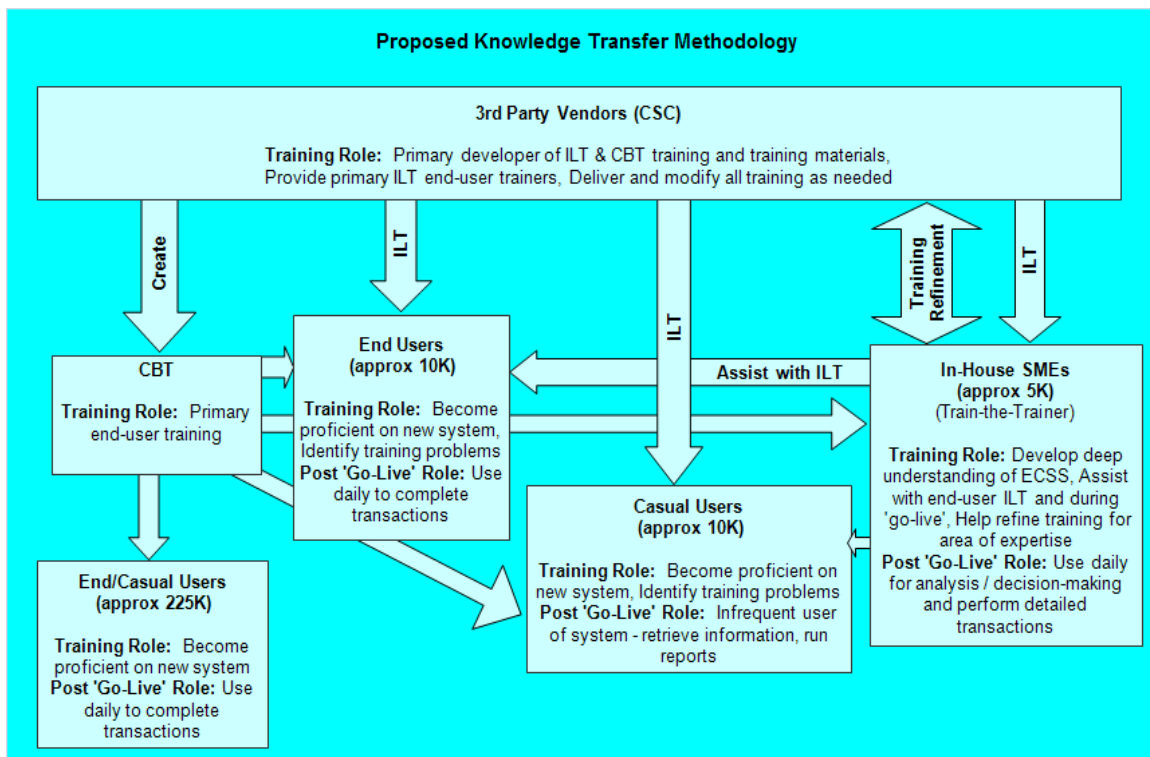 Proposed Knowledge Transfer Methodology
3rd Party Vendors (CSC)
Training Role: Primary developer of ILT & CBT training and training materials,
Provide primary ILT end-user trainers, Deliver and modify all training as needed
Create
ILT
ILT
Training
Refinement
ILT
CBT
Training Role: Primary
end-user training
End Users
(approx 10K)
Training Role: Become
proficient on new system,
Identify training problems
Post 'Go-Live' Role: Use
daily to complete
transactions
Assist with ILT
In-House SMEs
(approx 5K)
(Train-the-Trainer)
Training Role: Develop deep
understanding of ECSS, Assist
with end-user ILT and during
'go-live', Help refine training for
area of expertise
Post 'Go-Live' Role: Use daily
for analysis / decision-making
and perform detailed
transactions
Casual Users
(approx 10K)
Training Role: Become proficient on
new system, Identify training problems
Post 'Go-Live' Role: Infrequent user
of system - retrieve information, run
reports
End/Casual Users
(approx 225K)
Training Role: Become
proficient on new system
Post 'Go-Live' Role: Use
daily to complete
transactions